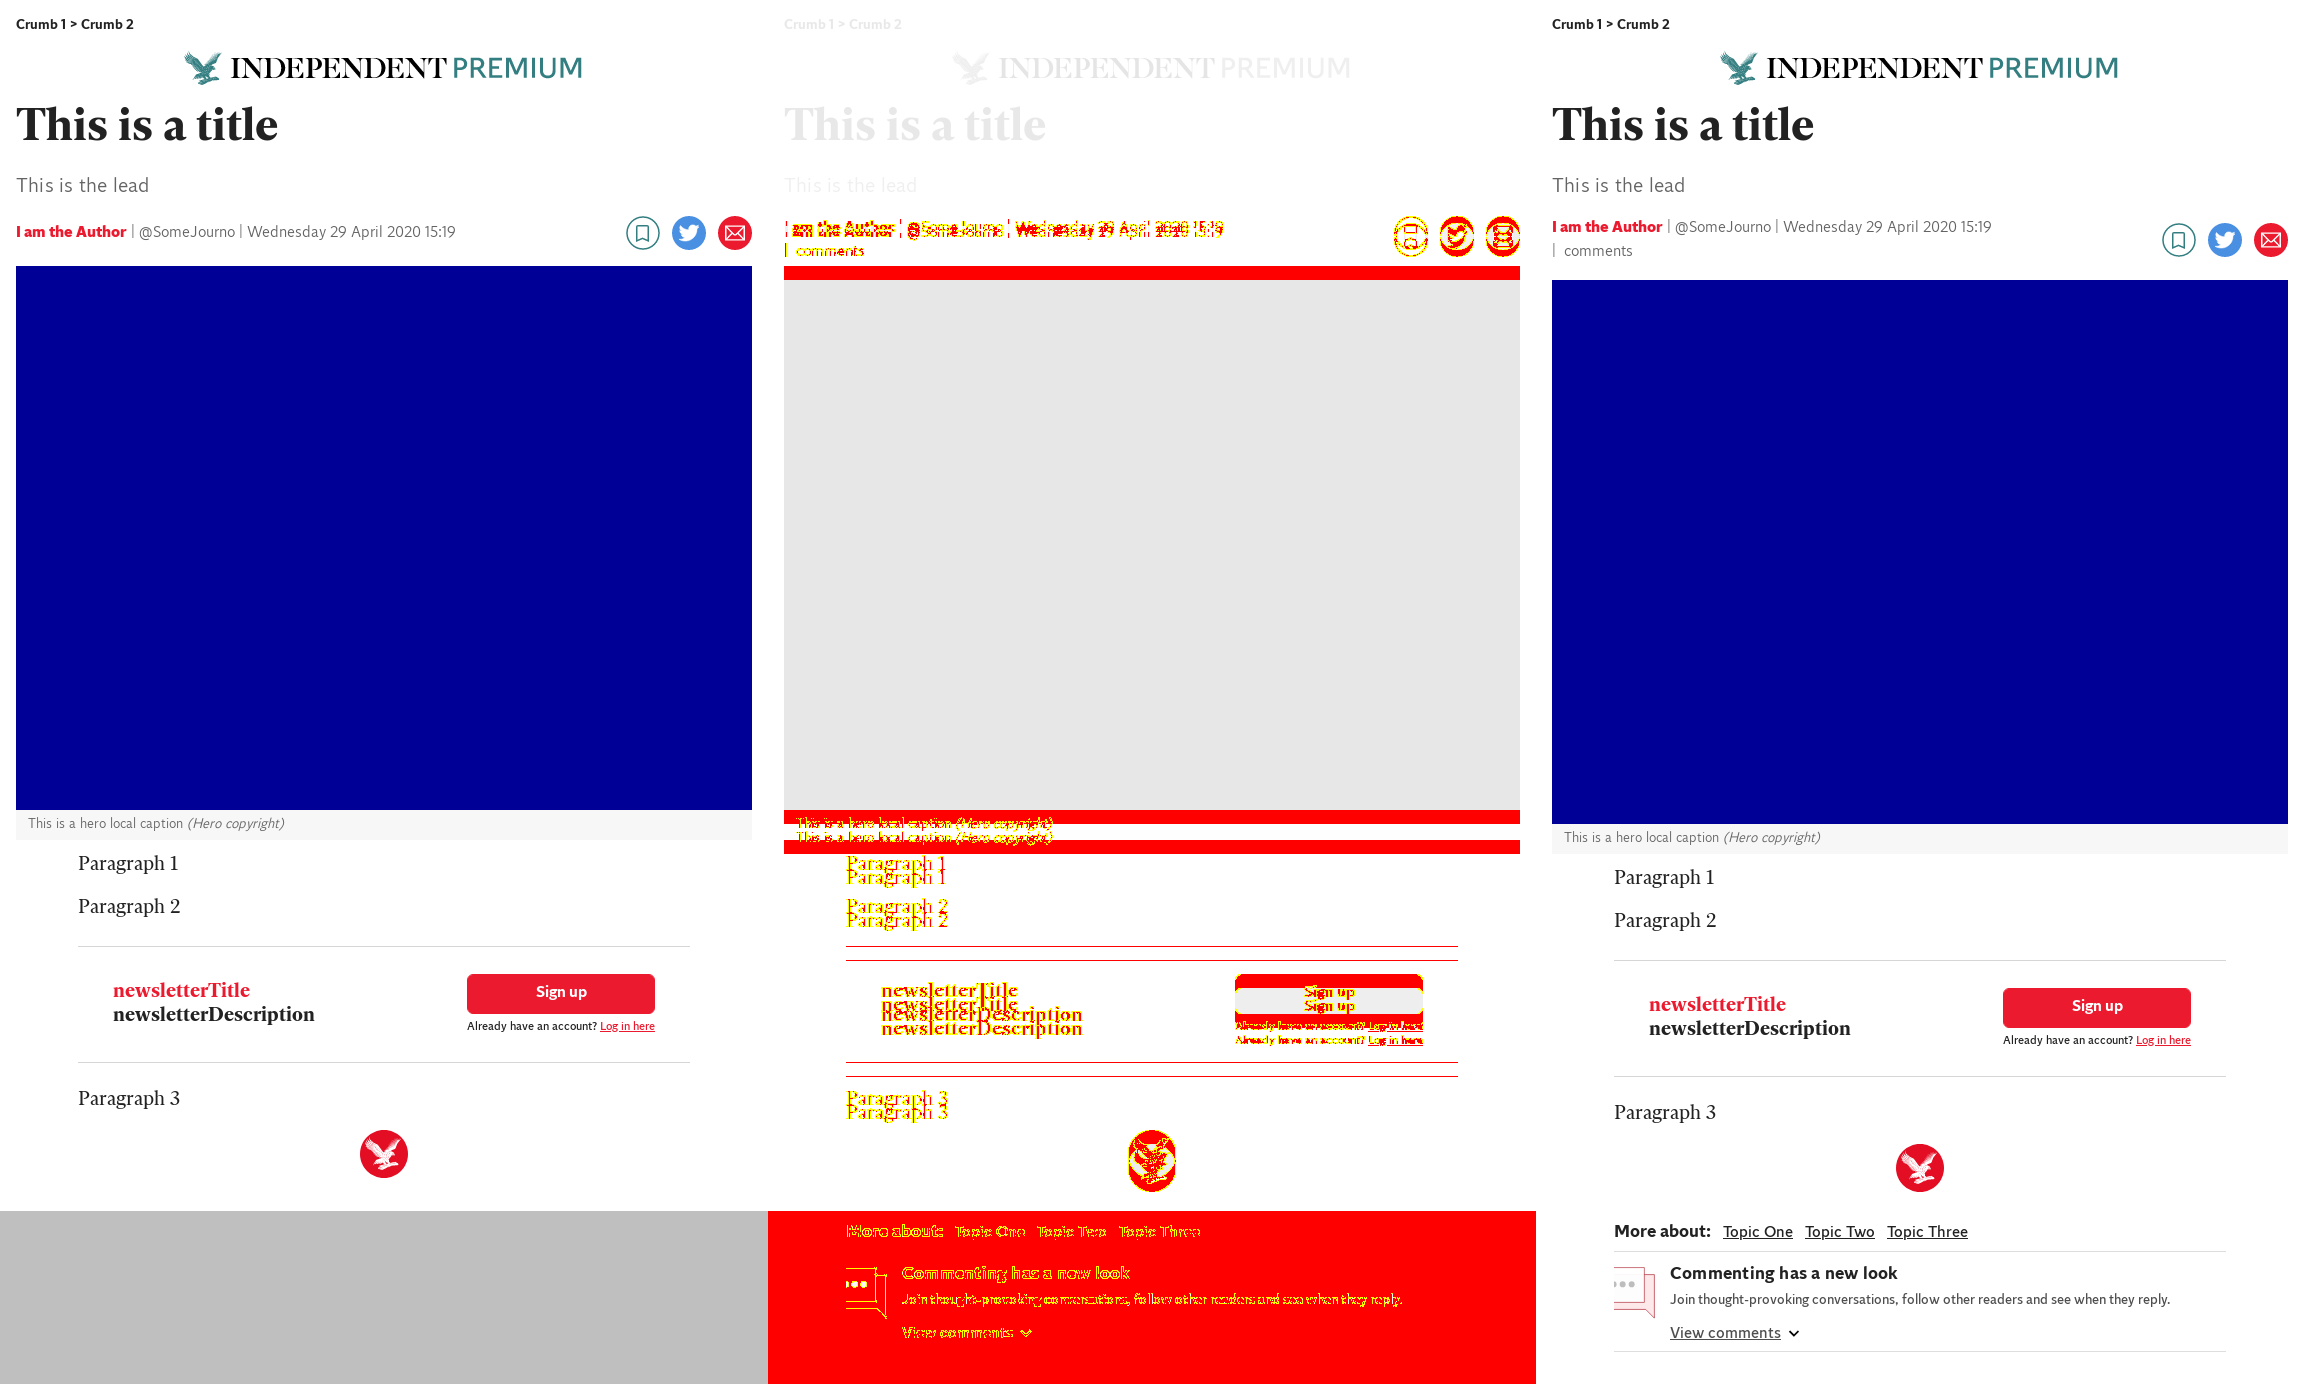 Crumb 1 > Crumb 2
INDEPENDENT PREMIUM
This is a title
This is the lead
I am the Author | @SomeJourno | Wednesday 29 April 2020 15:19
This is a hero local caption (Hero copyright)
Paragraph 1
Paragraph 2
newsletterTitle
newsletterDescription
Sign up
Already have an account? Log in here
Paragraph 3
Crumb 1 > Crumb 2
INDEPENDENT PREMIUM
This is a title
This is the lead
I am the Author | @SomeJourno | Wednesday 29 April 2020 15:19
| comments
This is a hero local caption (Hero copyright)
This is a hero local caption (Hero copyright)
Paragraph 1
Paragraph 1
Paragraph 2
Paragraph 2
newsletterTitle
newsletterTitle
newsletterDescription
newsletterDescription
Sign up
Sign up
Already have an account? Log in here
Already have an account? Log in here
Paragraph 3
Paragraph 3
More about: Topic One Topic Two Topic Three
Commenting has a new look
Join thought-provoking conversations, follow other readers and see when they reply.
View comments
Crumb 1 > Crumb 2
INDEPENDENT PREMIUM
This is a title
This is the lead
I am the Author | @SomeJourno | Wednesday 29 April 2020 15:19
| comments
This is a hero local caption (Hero copyright)
Paragraph 1
Paragraph 2
newsletterTitle
newsletterDescription
Sign up
Already have an account? Log in here
Paragraph 3
More about: Topic One Topic Two Topic Three
Commenting has a new look
Join thought-provoking conversations, follow other readers and see when they reply.
View comments